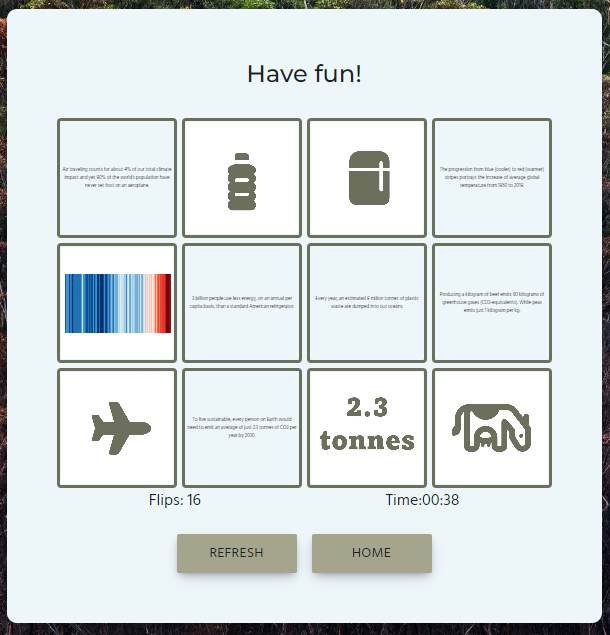 Have fun!
Air traveling counts for about 4% of our total climate
impact and yet 80% of the world's population have
never set foot on an aeroplane.
The progression from blue (cooler) to red (warmer)
stripes portrays the increase of average global
temperature from 1850 to 2018.
3 billion people use less energy, on an annual per
capita basis, than a standard American refrigerator.
Every year, an estimated 8 million tonnes of plastic
waste are dumped into our oceans.
Producing a kilogram of beef emits 60 kilograms of
greenhouse gases (CO2-equivalents). While peas
emits just 1 kilogram per kg.
To live sustainable, every person on Earth would
need to emit an average of just 2.3 tonnes of CO2 per
year by 2030.
2.3
tonnes
Flips: 16
Time:00:38
REFRESH
HOME